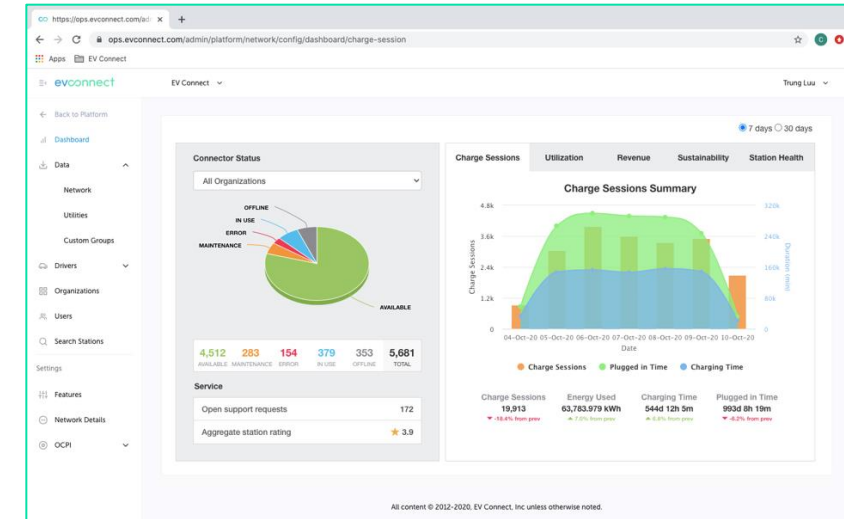 https://ops.evconnect.com/ad
ops.evconnect.com/admin/platform/network/config/dashboard/charge-session
Apps EV Connect
evconnect
EV Connect
Trung Luu
Back to Platform
Dashboard
Data
Network
Utilities
Custom Groups
Drivers
Organizations
Users
Search Stations
Settings
Features
Network Details
OCPI
7 days 30 days
Connector Status
All Organizations
OFFLINE
IN USE
ERROR
MAINTENANCE
AVAILABLE
4,512 283 154 379 353 5,681
AVAILABLE MAINTENANCE ERROR IN USE OFFLINE TOTAL
Service
Open support requests 172
Aggregate station rating 3.9
Charge Sessions Utilization Revenue Sustainability Station Health
Charge Sessions Summary
4.8k 320k
3.6k 240k
2.4k 160k
1.2k 80k
0 0
Charge Sessions
04-Oct-20 05-Oct-20 06-Oct-20 07-Oct-20 08-Oct-20 09-Oct-20 10-Oct-20
Date
Charge Sessions Plugged in Time Charging Time
Charge Sessions Energy Used Charging Time Plugged in Time
19,913 63,783.979 kWh 544d 12h 5m 993d 8h 19m
from prev from prev from prev from prev
All content © 2012-2020, EV Connect, Inc unless otherwise noted.